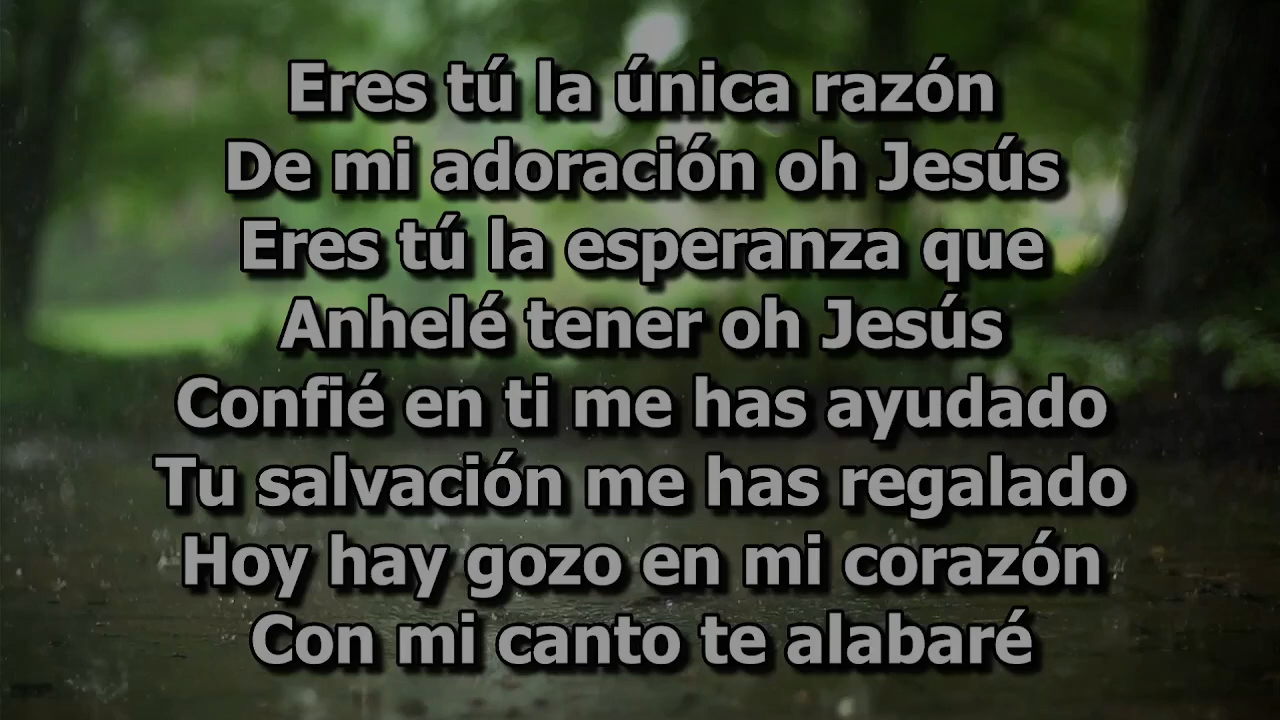 Eres tú la única razón
De mi adoración oh Jesús
Eres tú la esperanza que
Anhelé tener oh Jesús
Confié en ti me has ayudado
Tu salvación me has regalado
Hoy hay gozo en mi corazón
Con mi canto te alabaré